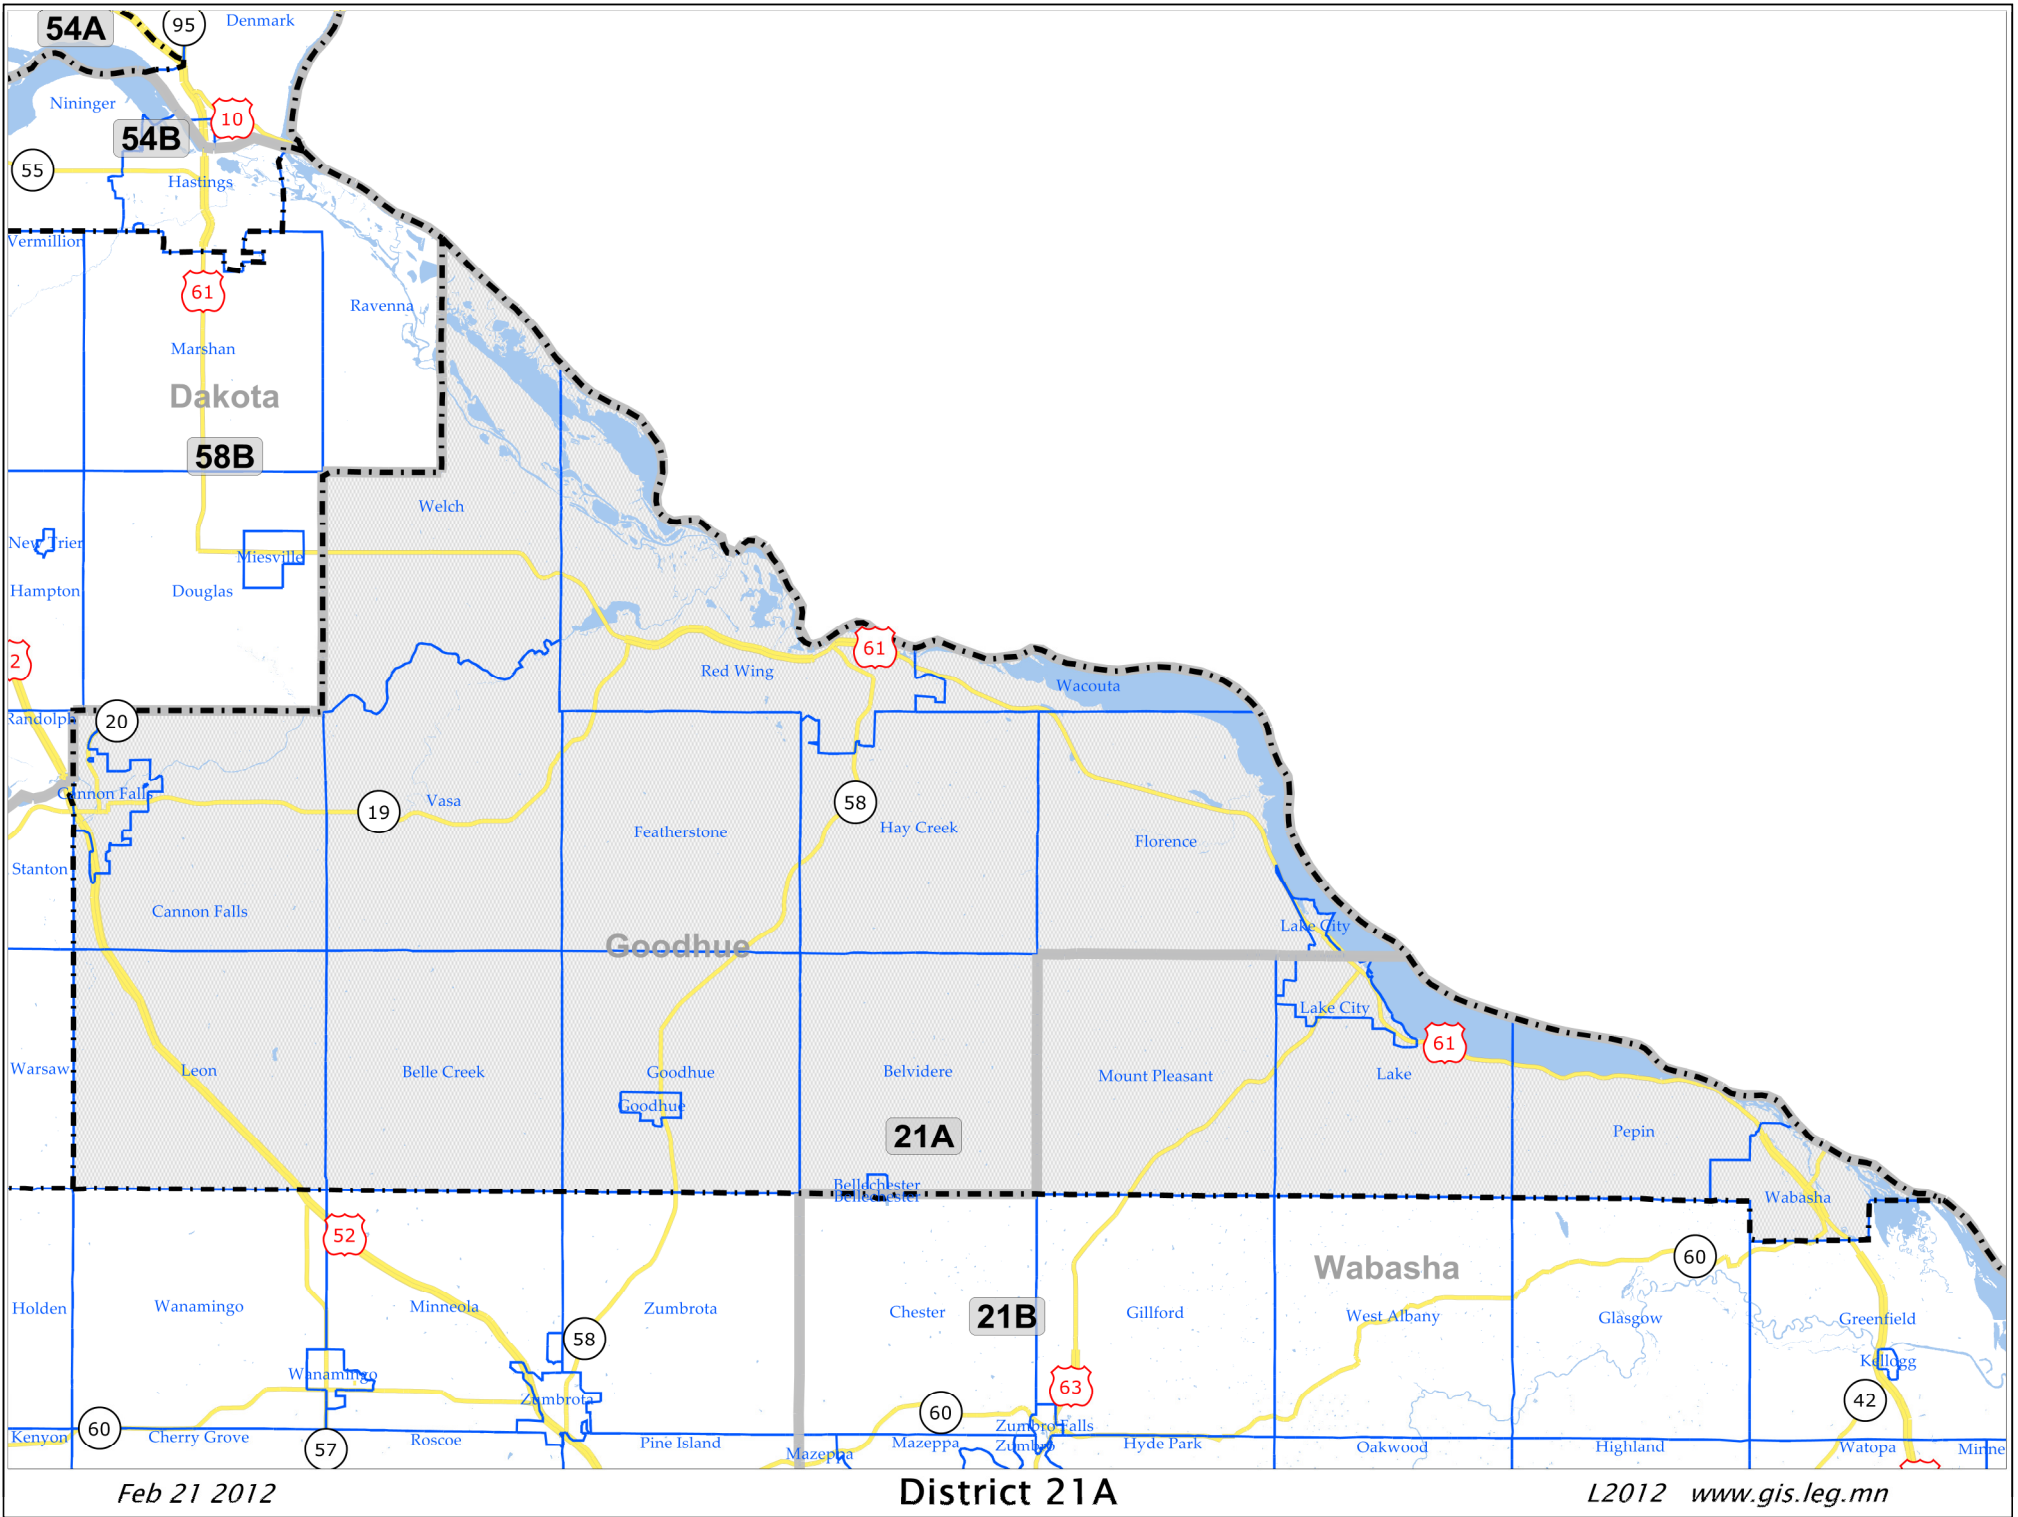 54A
95
Denmark
Nininger
10
54B
55
Hastings
Vermillion
61
Ravenna
Marshan
Dakota
58B
Welch
New Trier
Miesville
Hampton
Douglas
2
61
Red Wing
Wacouta
Randolph
20
Cannon Falls
19
Vasa
58
Featherstone
Hay Creek
Florence
Stanton
Cannon Falls
Lake City
Goodhue
Lake City
61
Warsaw
Leon
Belle Creek
Goodhue
Belvidere
Mount Pleasant
Lake
Goodhue
21A
Pepin
Bellechester
Bellechester
Wabasha
52
60
Wabasha
Holden
Wanamingo
Minneola
Zumbrota
Chester
21B
Gillford
West Albany
Glasgow
Greenfield
58
Kellogg
Wanamingo
63
Zumbrota
42
60
60
Zumbro Falls
Kenyon
Cherry Grove
57
Roscoe
Pine Island
Mazeppa
Mazeppa
Zumbro
Hyde Park
Oakwood
Highland
Watopa
Minne
Feb 21 2012
District 21A
L2012 www.gis.leg.mn